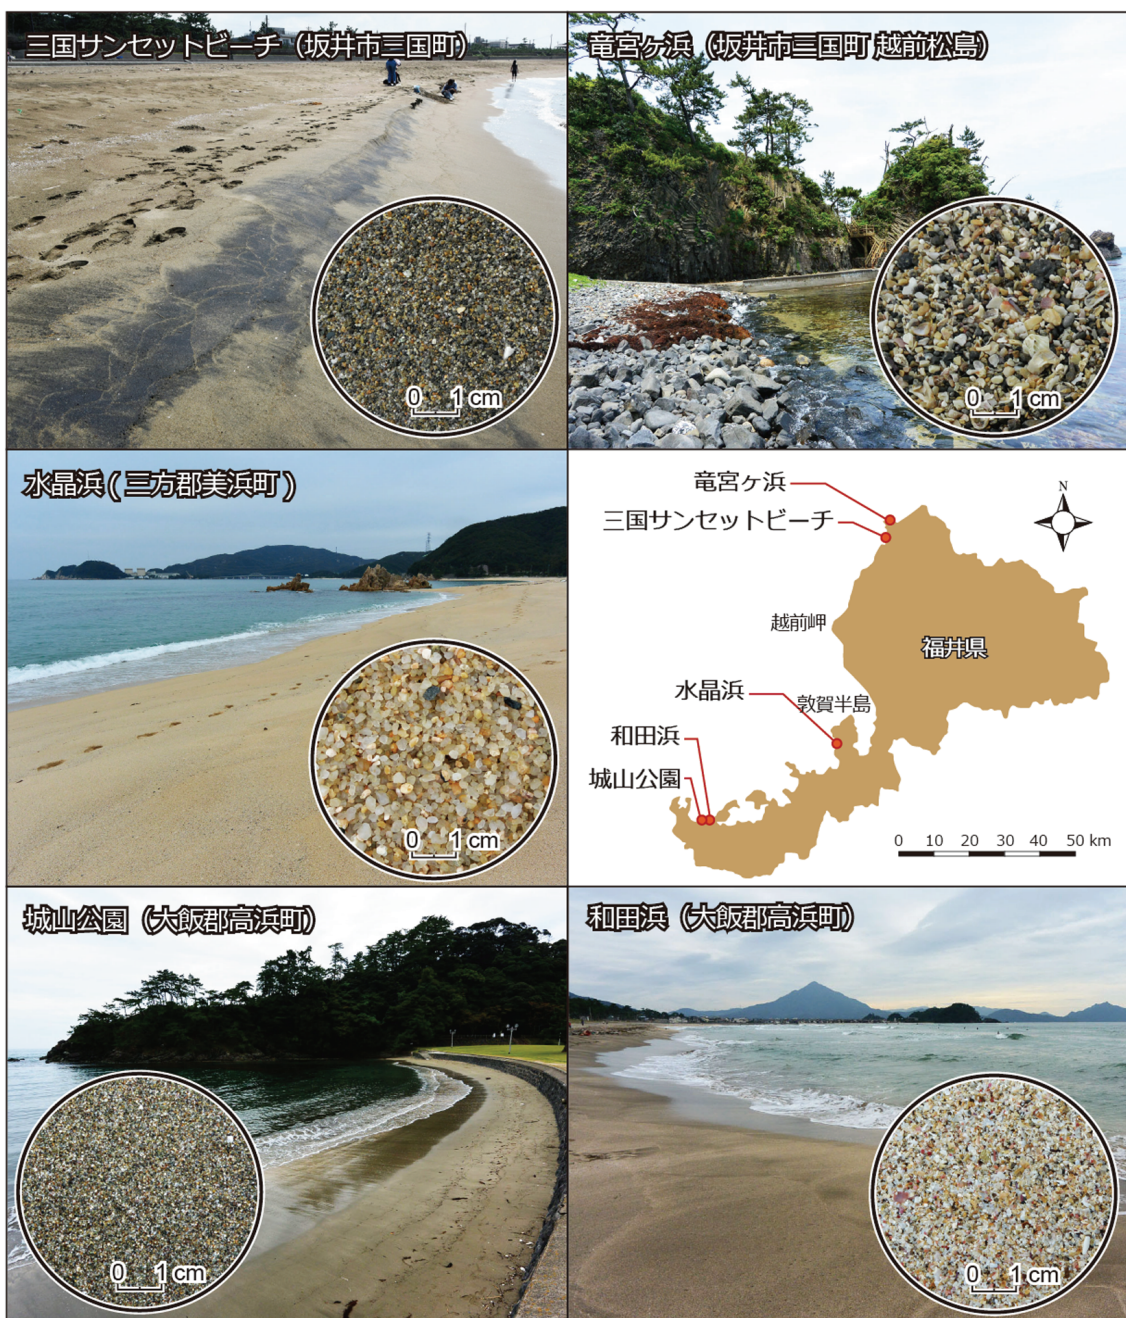 三国サンセットビーチ（坂井市三国町）
0 1 cm
竜宮ヶ浜（坂井市三国町 越前松島）
0 1 cm
水晶浜 ( 三方郡美浜町 )
0 1 cm
竜宮ヶ浜
三国サンセットビーチ
N
越前岬
福井県
水晶浜
敦賀半島
和田浜
城山公園
0 10 20 30 40 50 km
城山公園（大飯郡高浜町）
0 1 cm
和田浜（大飯郡高浜町）
0 1 cm